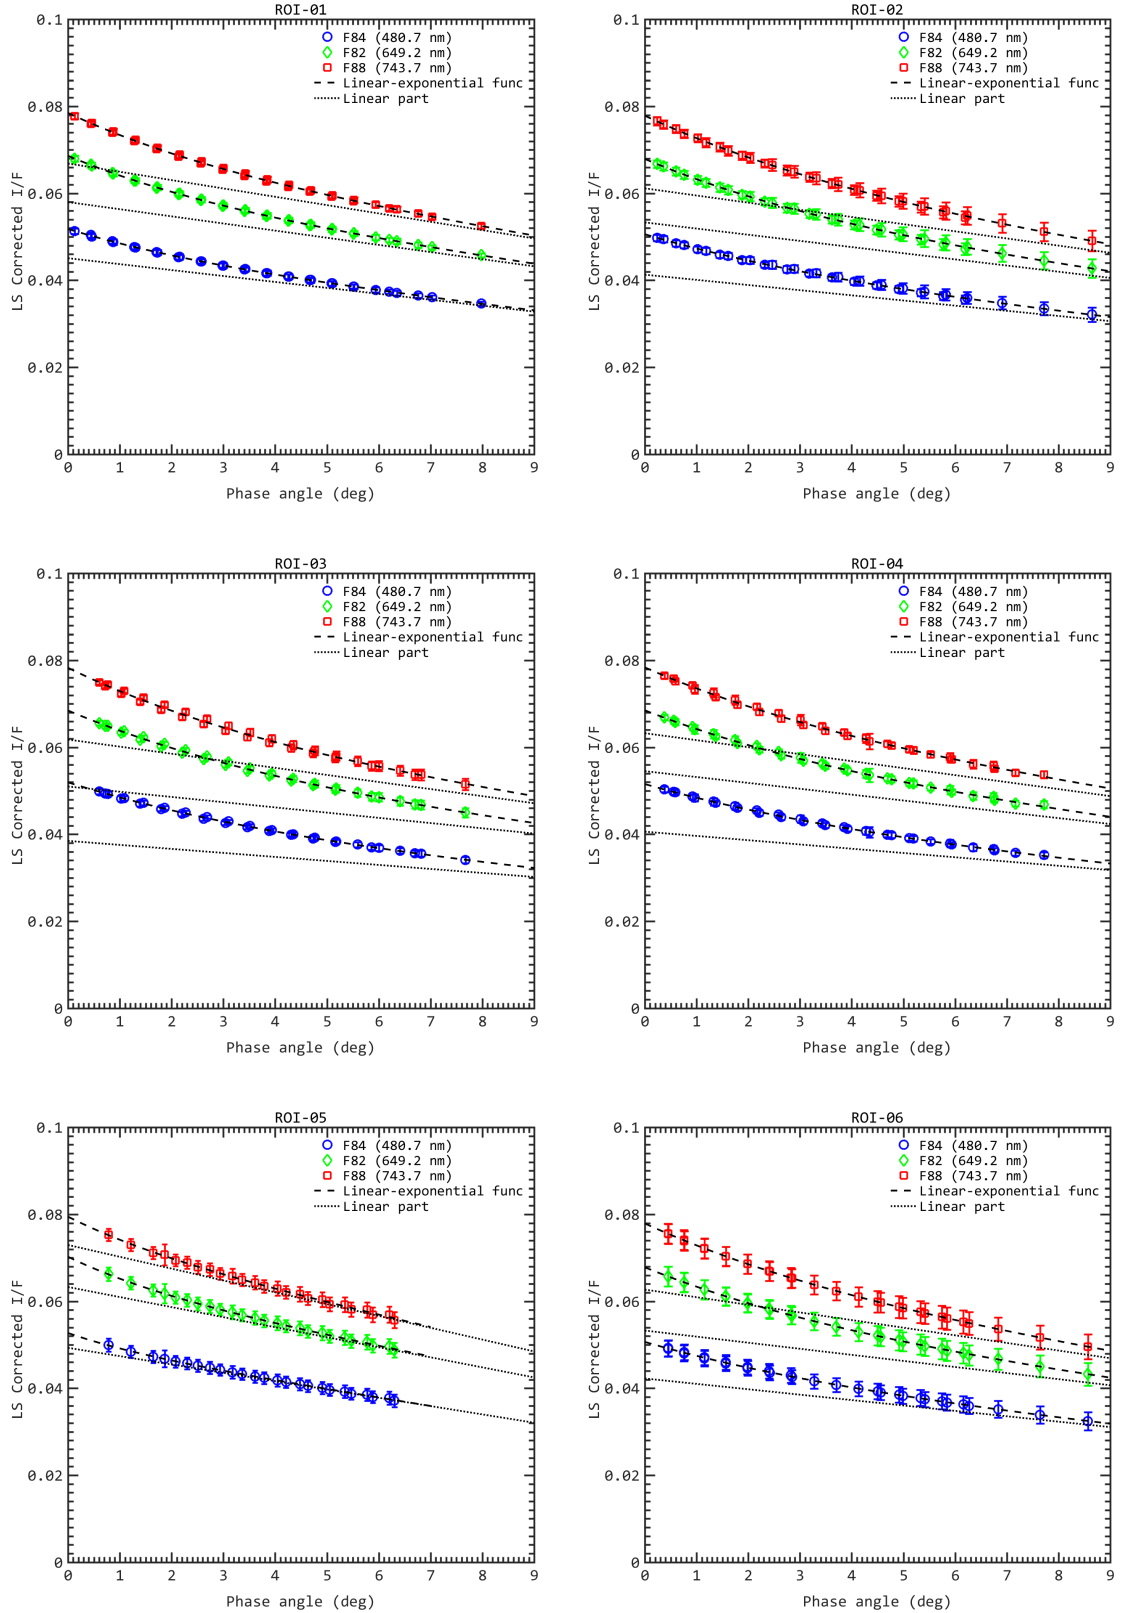 ROI-01
F84 (480.7 nm)
F82 (649.2 nm)
F88 (743.7 nm)
Linear-exponential func
Linear part
LS Corrected I/F
0.1
0.08
0.06
0.04
0.02
0
0 1 2 3 4 5 6 7 8 9
Phase angle (deg)
ROI-02
F84 (480.7 nm)
F82 (649.2 nm)
F88 (743.7 nm)
Linear-exponential func
Linear part
LS Corrected I/F
0.1
0.08
0.06
0.04
0.02
0
0 1 2 3 4 5 6 7 8 9
Phase angle (deg)
ROI-03
F84 (480.7 nm)
F82 (649.2 nm)
F88 (743.7 nm)
Linear-exponential func
Linear part
LS Corrected I/F
0.1
0.08
0.06
0.04
0.02
0
0 1 2 3 4 5 6 7 8 9
Phase angle (deg)
ROI-04
F84 (480.7 nm)
F82 (649.2 nm)
F88 (743.7 nm)
Linear-exponential func
Linear part
LS Corrected I/F
0.1
0.08
0.06
0.04
0.02
0
0 1 2 3 4 5 6 7 8 9
Phase angle (deg)
ROI-05
F84 (480.7 nm)
F82 (649.2 nm)
F88 (743.7 nm)
Linear-exponential func
Linear part
LS Corrected I/F
0.1
0.08
0.06
0.04
0.02
0
0 1 2 3 4 5 6 7 8 9
Phase angle (deg)
ROI-06
F84 (480.7 nm)
F82 (649.2 nm)
F88 (743.7 nm)
Linear-exponential func
Linear part
LS Corrected I/F
0.1
0.08
0.06
0.04
0.02
0
0 1 2 3 4 5 6 7 8 9
Phase angle (deg)